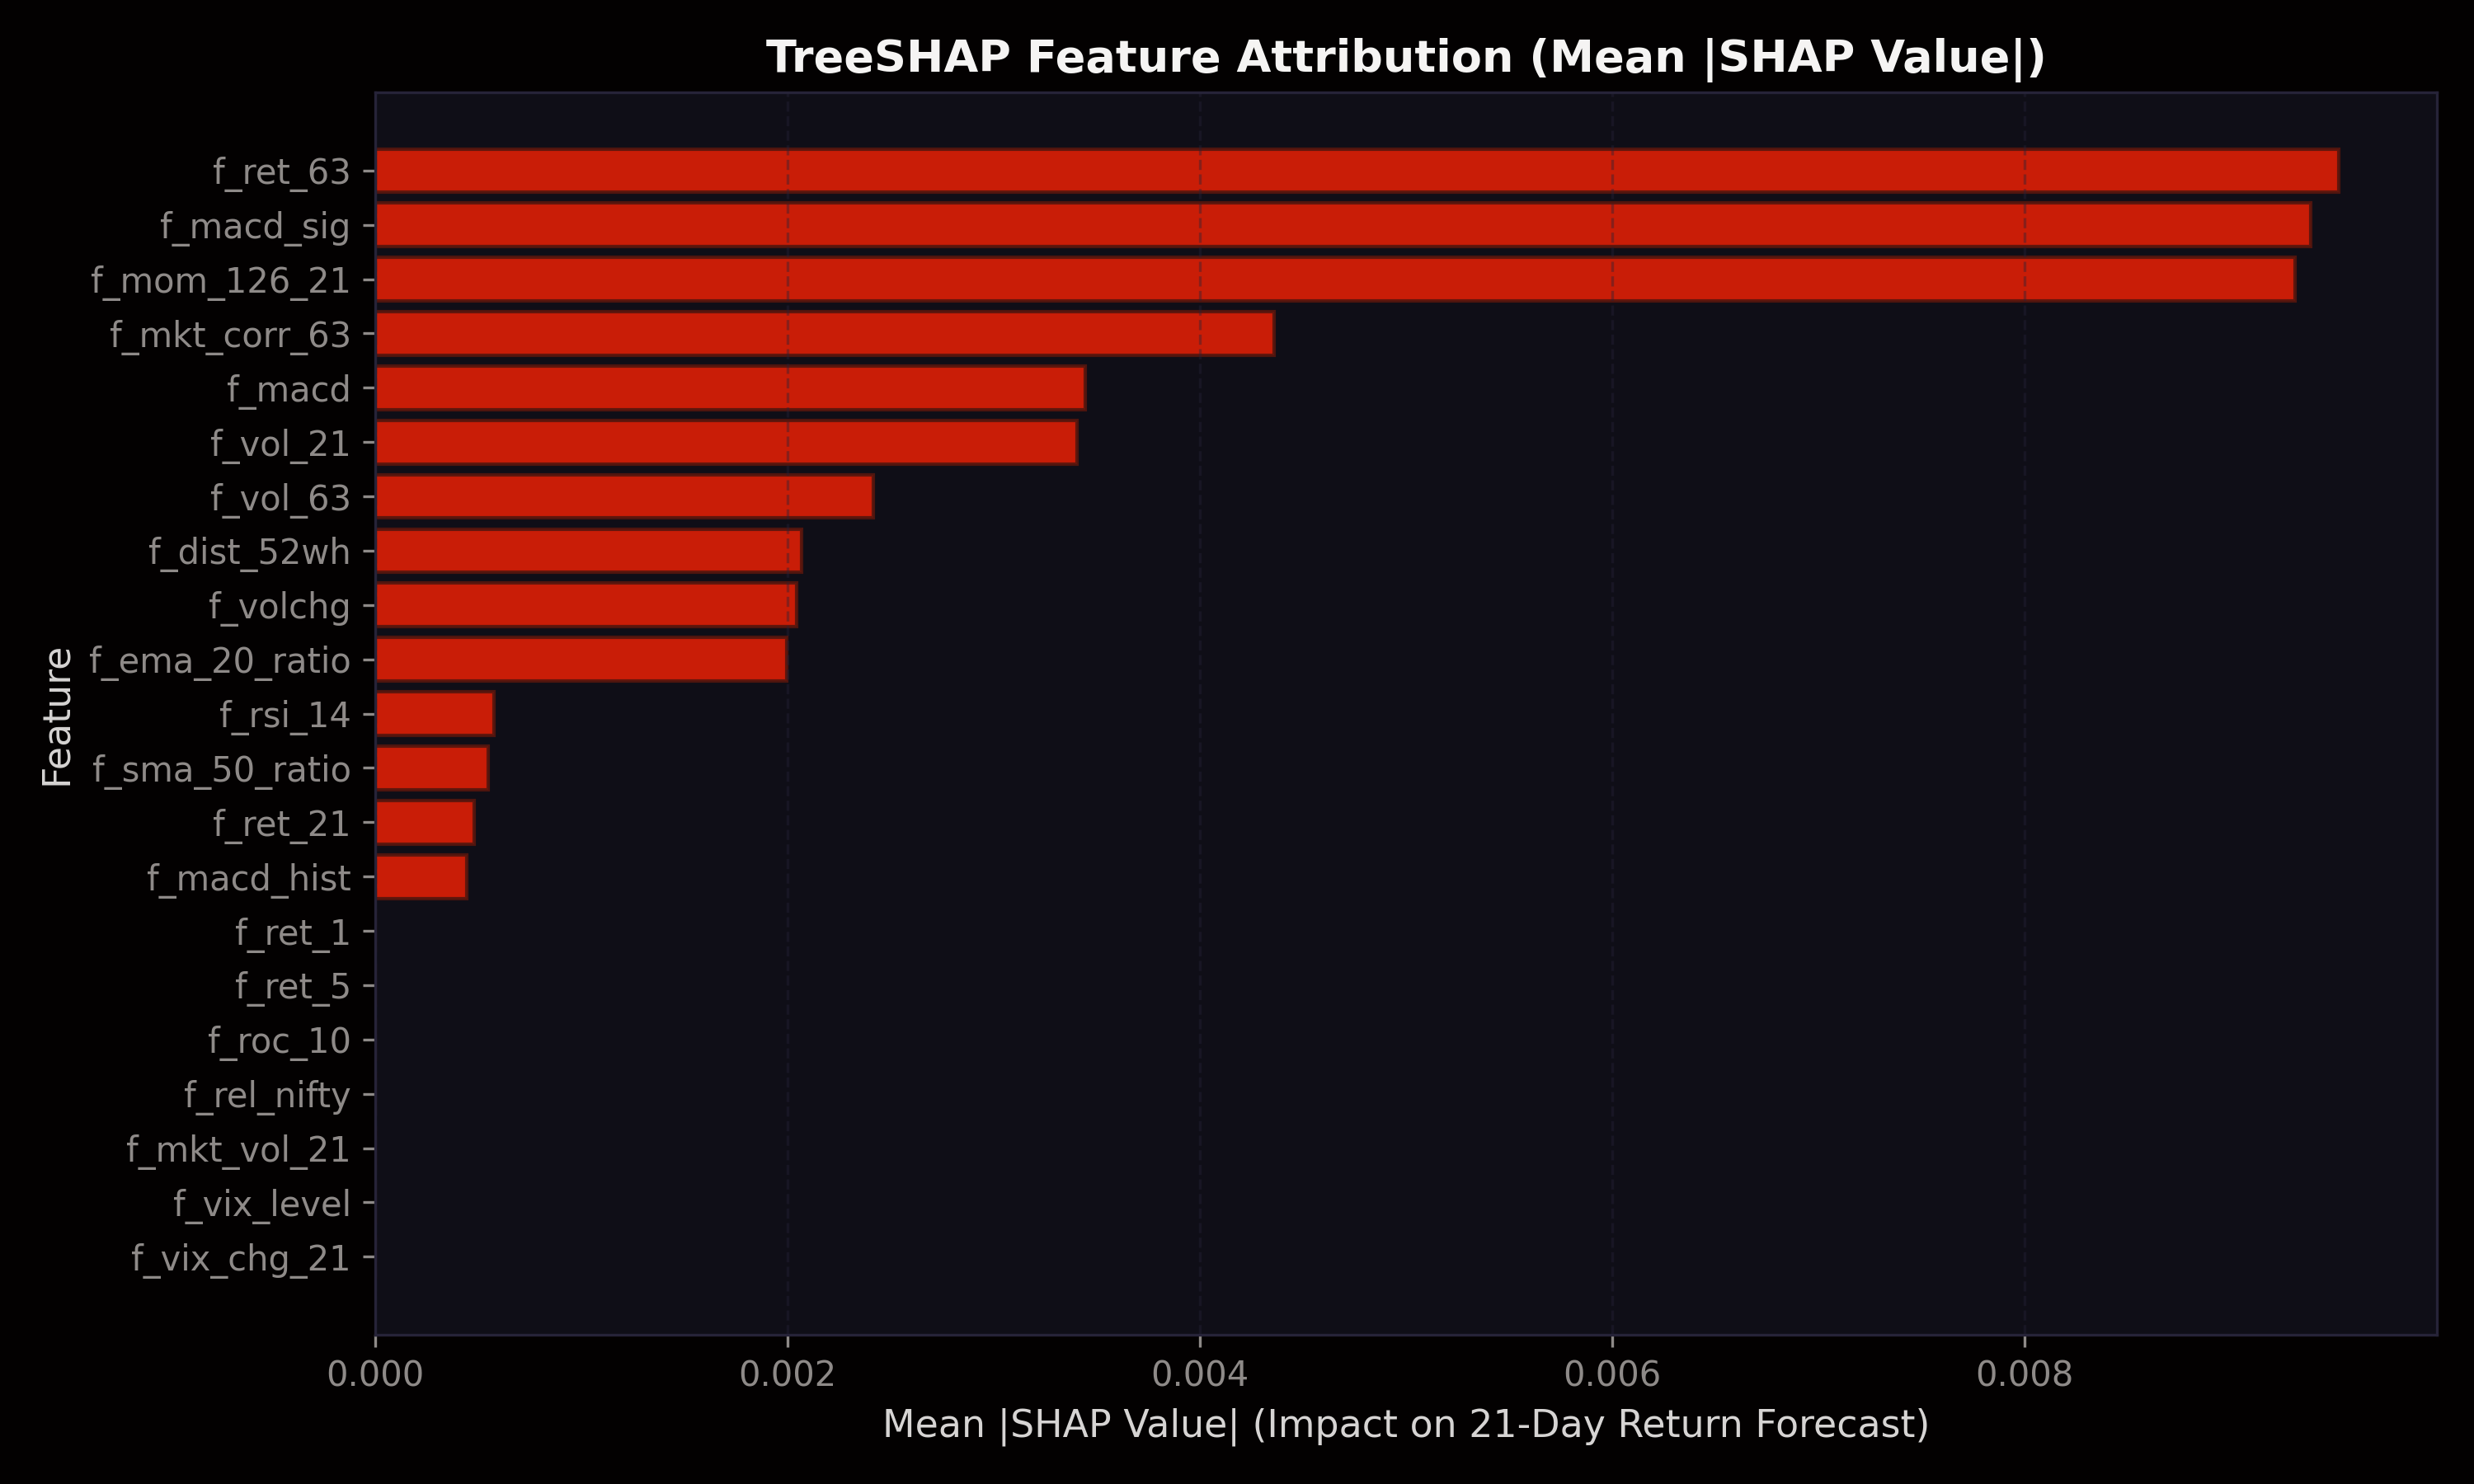 TreeSHAP Feature Attribution (Mean |SHAP Value|)
Feature
f_ret_63
f_macd_sig
f_mom_126_21
f_mkt_corr_63
f_macd
f_vol_21
f_vol_63
f_dist_52wh
f_volchg
f_ema_20_ratio
f_rsi_14
f_sma_50_ratio
f_ret_21
f_macd_hist
f_ret_1
f_ret_5
f_roc_10
f_rel_nifty
f_mkt_vol_21
f_vix_level
f_vix_chg_21
0.000 0.002 0.004 0.006 0.008
Mean |SHAP Value| (Impact on 21-Day Return Forecast)